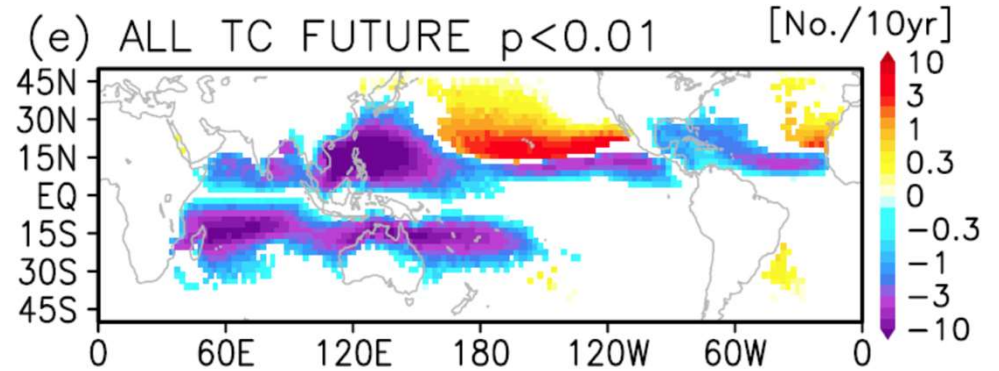 (e) ALL TC FUTURE p<0.01
[No./10yr]
45N
30N
15N
EQ
15S
30S
45S
0 60E 120E 180 120W 60W 0
10
3
1
0.3
0
−0.3
−1
−3
−10